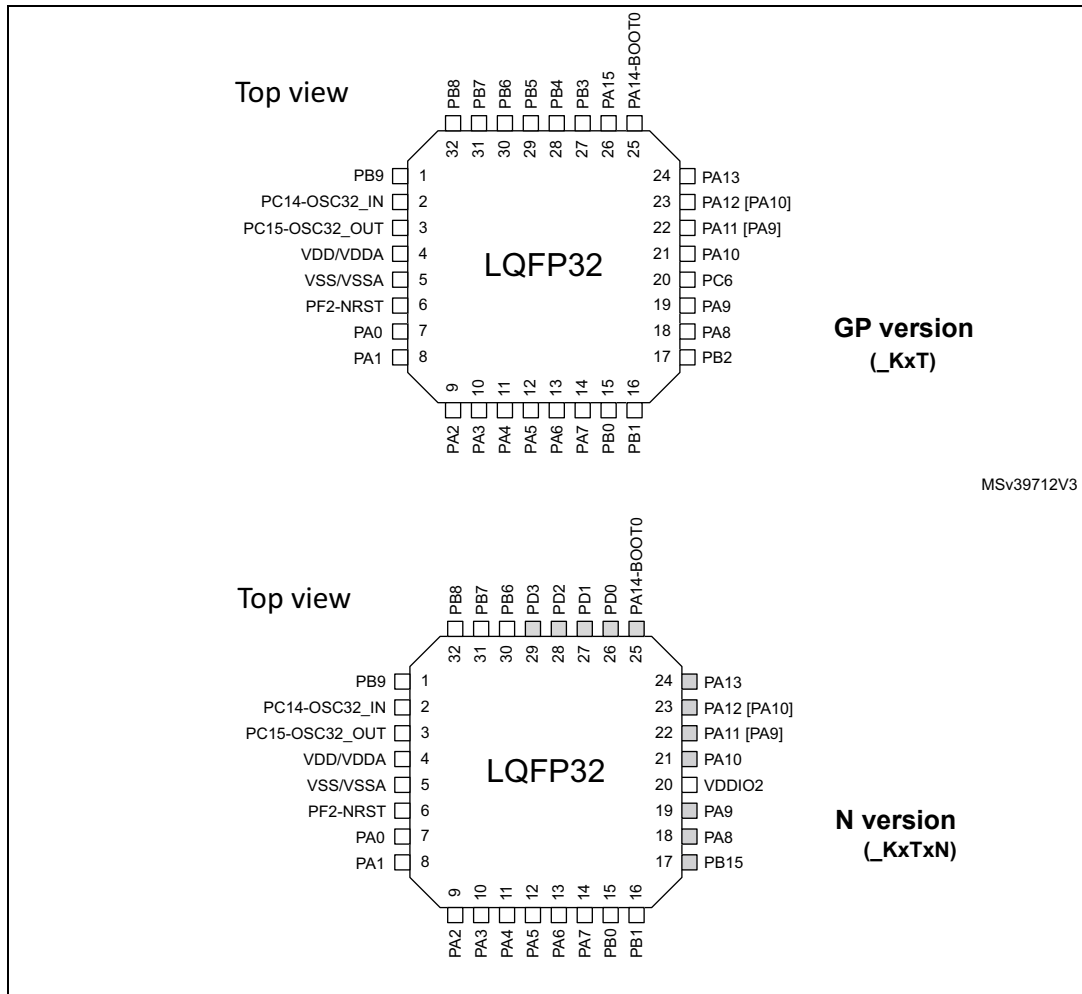 Top view
PB8
PB7
PB6
PB5
PB4
PB3
PA15
PA14-BOOT0
32
31
30
29
28
27
26
25
PB9 1
PC14-OSC32_IN 2
PC15-OSC32_OUT 3
VDD/VDDA 4
VSS/VSSA 5
PF2-NRST 6
PA0 7
PA1 8
LQFP32
24 PA13
23 PA12 [PA10]
22 PA11 [PA9]
21 PA10
20 PC6
19 PA9
18 PA8
17 PB2
9
10
11
12
13
14
15
16
PA2
PA3
PA4
PA5
PA6
PA7
PB0
PB1
GP version
(_KxT)
MSv39712V3
Top view
PB8
PB7
PB6
PD3
PD2
PD1
PD0
PA14-BOOT0
32
31
30
29
28
27
26
25
PB9 1
PC14-OSC32_IN 2
PC15-OSC32_OUT 3
VDD/VDDA 4
VSS/VSSA 5
PF2-NRST 6
PA0 7
PA1 8
LQFP32
24 PA13
23 PA12 [PA10]
22 PA11 [PA9]
21 PA10
20 VDDIO2
19 PA9
18 PA8
17 PB15
9
10
11
12
13
14
15
16
PA2
PA3
PA4
PA5
PA6
PA7
PB0
PB1
N version
(_KxTxN)